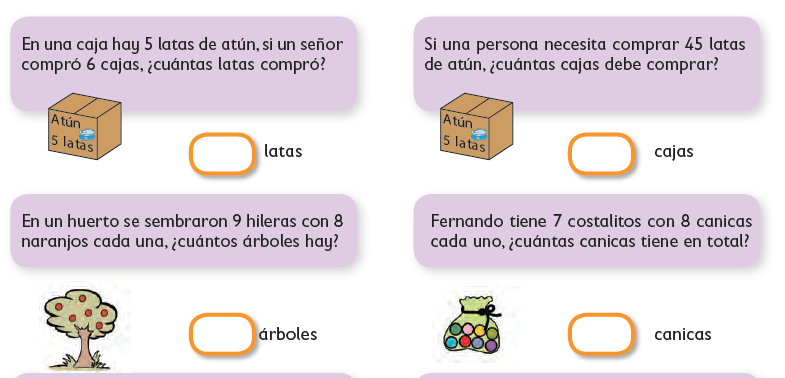 En una caja hay 5 latas de atún, si un señor
compró 6 cajas, ¿cuántas latas compró?
Atún
5 latas
latas
Si una persona necesita comprar 45 latas
de atún, ¿cuántas cajas debe comprar?
Atún
5 latas
cajas
En un huerto se sembraron 9 hileras con 8
naranjos cada una, ¿cuántos árboles hay?
árboles
Fernando tiene 7 costalitos con 8 canicas
cada uno, ¿cuántas canicas tiene en total?
canicas